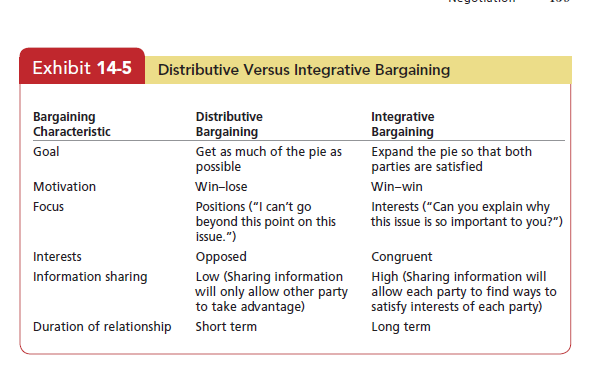 Negotiation
Exhibit 14-5 Distributive Versus Integrative Bargaining
Bargaining Distributive Integrative
Characteristic Bargaining Bargaining
Goal Get as much of the pie as Expand the pie so that both
possible parties are satisfied
Motivation Win–lose Win–win
Focus Positions (“I can’t go Interests (“Can you explain why
beyond this point on this this issue is so important to you?”)
issue.”)
Interests Opposed Congruent
Information sharing Low (Sharing information High (Sharing information will
will only allow other party allow each party to find ways to
to take advantage) satisfy interests of each party)
Duration of relationship Short term Long term